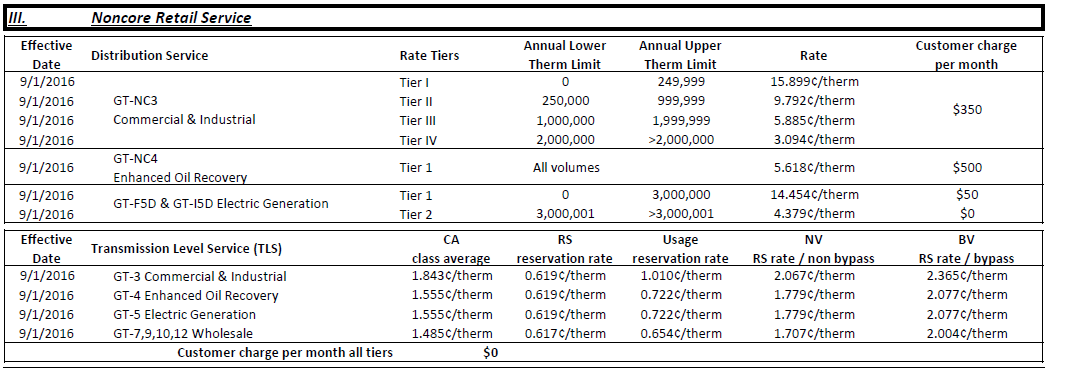 III. Noncore Retail Service
Effective Date Distribution Service Rate Tiers Annual Lower Therm Limit Annual Upper Therm Limit Rate Customer charge per month
9/1/2016 Tier I 0 249,999 15.899¢/therm
9/1/2016 GT-NC3 Tier II 250,000 999,999 9.792¢/therm
$350
9/1/2016 Commercial & Industrial Tier III 1,000,000 1,999,999 5.885¢/therm
9/1/2016 Tier IV 2,000,000 >2,000,000 3.094¢/therm
GT-NC4
9/1/2016 Tier 1 All volumes 5.618¢/therm $500
Enhanced Oil Recovery
9/1/2016 Tier 1 0 3,000,000 14.454¢/therm $50
GT-F5D & GT-I5D Electric Generation
9/1/2016 Tier 2 3,000,001 >3,000,001 4.379¢/therm $0
Effective Date Transmission Level Service (TLS) CA class average RS reservation rate Usage reservation rate NV RS rate / non bypass BV RS rate / bypass
9/1/2016 GT-3 Commercial & Industrial 1.843¢/therm 0.619¢/therm 1.010¢/therm 2.067¢/therm 2.365¢/therm
9/1/2016 GT-4 Enhanced Oil Recovery 1.555¢/therm 0.619¢/therm 0.722¢/therm 1.779¢/therm 2.077¢/therm
9/1/2016 GT-5 Electric Generation 1.555¢/therm 0.619¢/therm 0.722¢/therm 1.779¢/therm 2.077¢/therm
9/1/2016 GT-7,9,10,12 Wholesale 1.485¢/therm 0.617¢/therm 0.654¢/therm 1.707¢/therm 2.004¢/therm
Customer charge per month all tiers $0